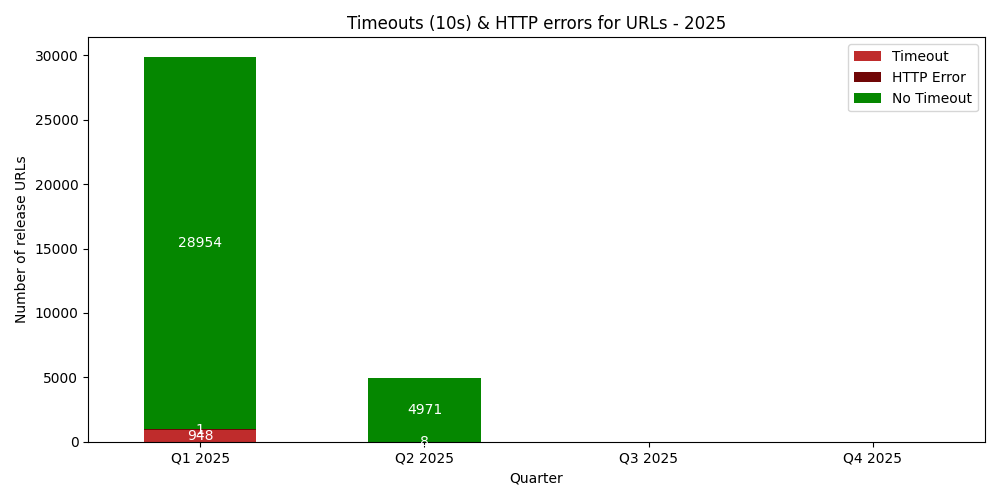 Timeouts (10s) & HTTP errors for URLs - 2025
Timeout
HTTP Error
No Timeout
Number of release URLs
30000
25000
20000
15000
10000
5000
0
28954
1
948
4971
8
Q1 2025
Q2 2025
Q3 2025
Q4 2025
Quarter